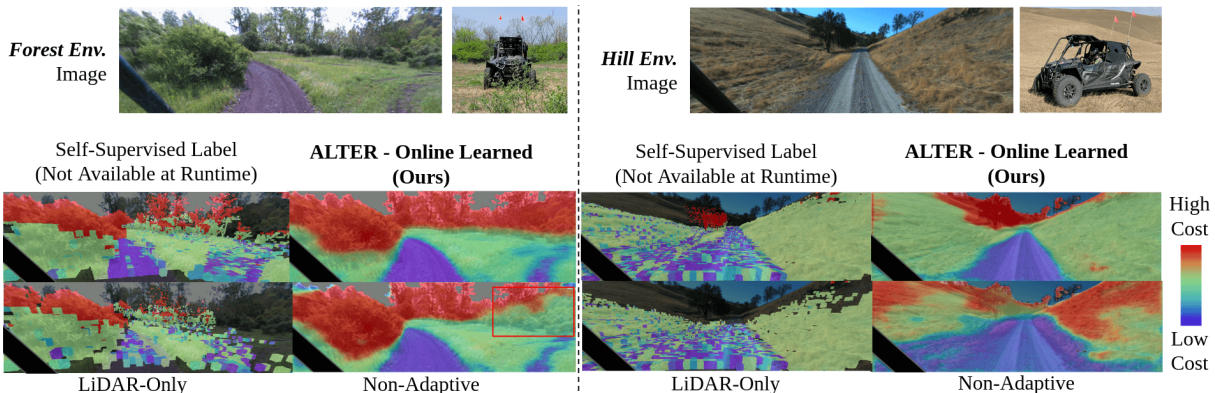 Forest Env.
Image
Hill Env.
Image
Self-Supervised Label
(Not Available at Runtime)
ALTER - Online Learned
(Ours)
Self-Supervised Label
(Not Available at Runtime)
ALTER - Online Learned
(Ours)
High
Cost
Low
Cost
LiDAR-Only
Non-Adaptive
LiDAR-Only
Non-Adaptive